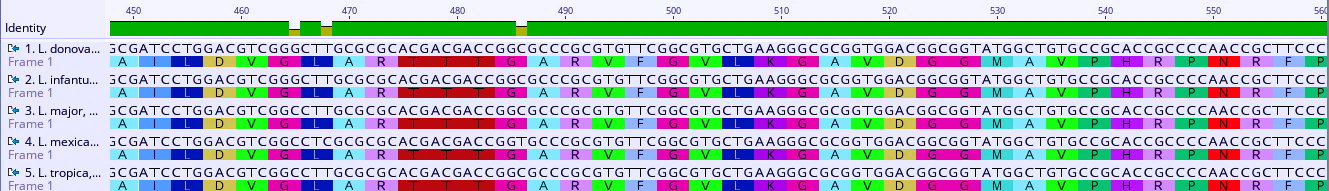 450 460 470 480 490 500 510 520 530 540 550 560
Identity
1. L. donova... GCGATCCTGGACGTCGGGCTTGCGCGCACGACGACCGGCGCCCGCGTGTTCGGCGTGCTGAAGGGCGCGGTGGACGGCGGTATGGCTGTGCCGCACCGCCCCAACCGCTTCCC
Frame 1 A I L D V G L A R T T T G A R V F G V L K G A V D G G M A V P H R P N R F P
2. L. infantu... GCGATCCTGGACGTCGGGCTTGCGCGCACGACGACCGGCGCCCGCGTGTTCGGCGTGCTGAAGGGCGCGGTGGACGGCGGTATGGCTGTGCCGCACCGCCCCAACCGCTTCCC
Frame 1 A I L D V G L A R T T T G A R V F G V L K G A V D G G M A V P H R P N R F P
3. L. major, ... GCGATCCTGGACGTCGGCCTTGCGCGCACGACGACCGGCGCCCGCGTGTTCGGCGTGCTGAAGGGCGCGGTGGACGGCGGTATGGCTGTGCCGCACCGCCCCAACCGCTTCCC
Frame 1 A I L D V G L A R T T T G A R V F G V L K G A V D G G M A V P H R P N R F P
4. L. mexica... GCGATCCTGGACGTCGGCCTCGCGCGCACGACGACCGGTGCCCGCGTGTTCGGCGTGCTGAAGGGCGCGGTGGACGGCGGTATGGCTGTGCCGCACCGCCCCAACCGCTTCCC
Frame 1 A I L D V G L A R T T T G A R V F G V L K G A V D G G M A V P H R P N R F P
5. L. tropica,... GCGATCCTGGACGTCGGCCTTGCGCGCACGACGACCGGCGCCCGCGTGTTCGGCGTGCTGAAGGGCGCGGTGGACGGCGGTATGGCTGTGCCGCACCGCCCCAACCGCTTCCC
Frame 1 A I L D V G L A R T T T G A R V F G V L K G A V D G G M A V P H R P N R F P